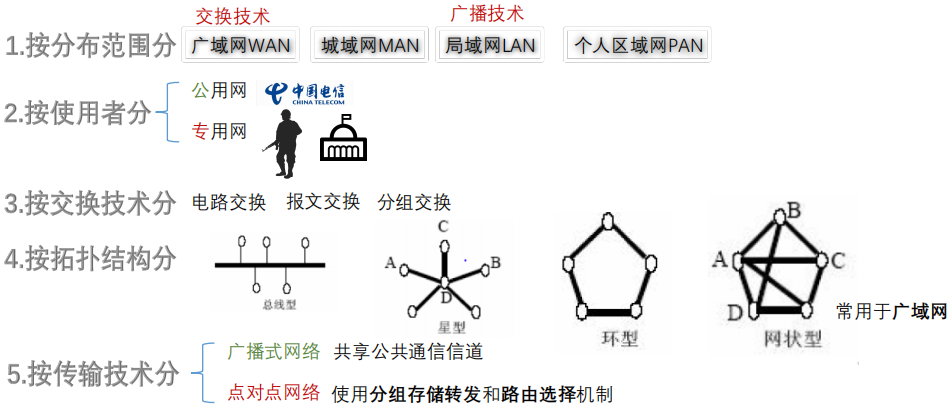 交换技术
广播技术
1.按分布范围分 广域网WAN 城域网MAN 局域网LAN 个人区域网PAN
2.按使用者分
公用网 中国电信
CHINA TELECOM
专用网
3.按交换技术分 电路交换 报文交换 分组交换
4.按拓扑结构分
总线型
C
A
B
D
星型
环型
B
A
C
D
网状型
常用于广域网
5.按传输技术分
广播式网络 共享公共通信信道
点对点网络 使用分组存储转发和路由选择机制